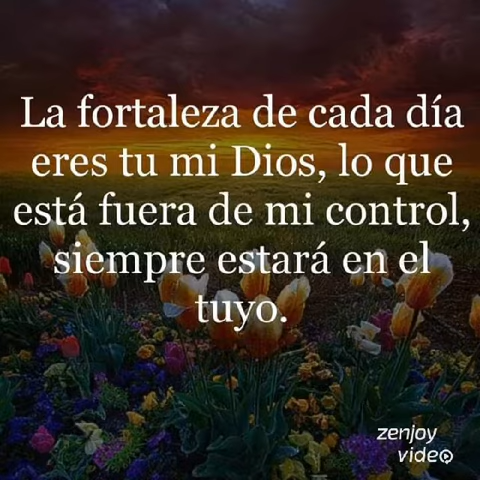 La fortaleza de cada día
eres tu mi Dios, lo que
está fuera de mi control,
siempre estará en el
tuyo.
zenjoy
video